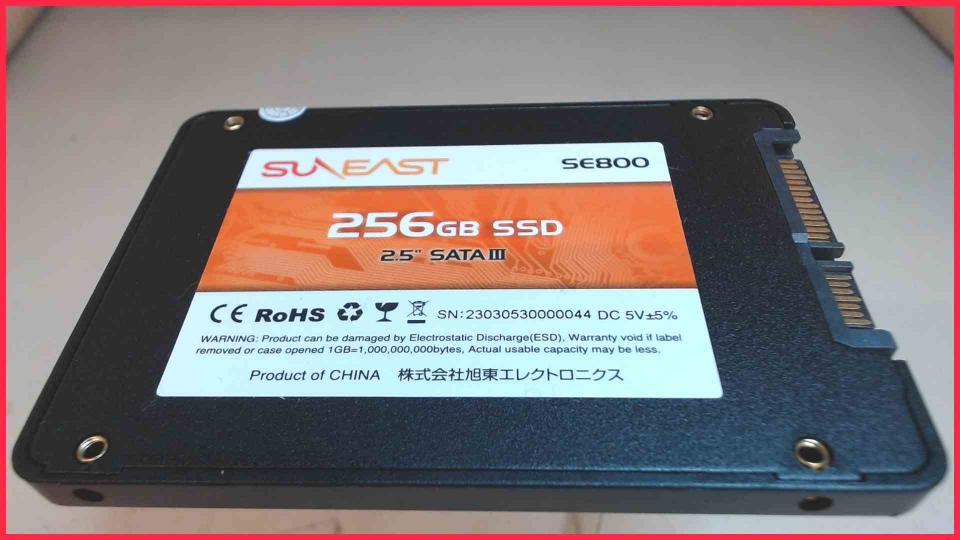 SUNEAST SE800
256GB SSD
2.5" SATA III
CE RoHS SN:23030530000044 DC 5V±5%
WARNING: Product can be damaged by Electrostatic Discharge(ESD), Warranty void if label
removed or case opened 1GB=1,000,000,000bytes, Actual usable capacity may be less.
Product of CHINA 株式会社旭東エレクトロニクス